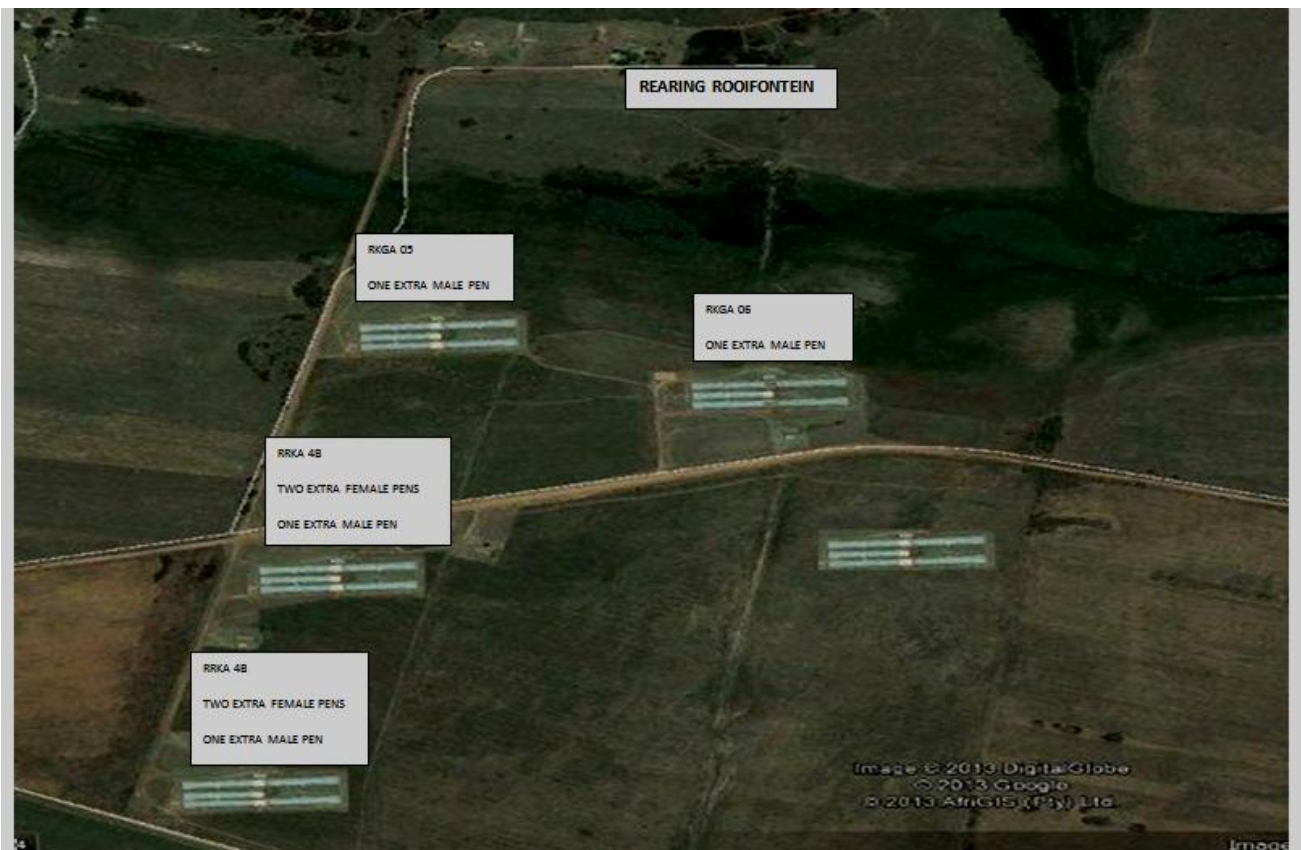 REARING ROOIFONTEIN
RKGA 05
ONE EXTRA MALE PEN
RKGA 06
ONE EXTRA MALE PEN
RRKA 4B
TWO EXTRA FEMALE PENS
ONE EXTRA MALE PEN
RRKA 4B
TWO EXTRA FEMALE PENS
ONE EXTRA MALE PEN
Image © 2013 DigitalGlobe
© 2013 Google
© 2013 AfriGIS (Pty) Ltd.
Image